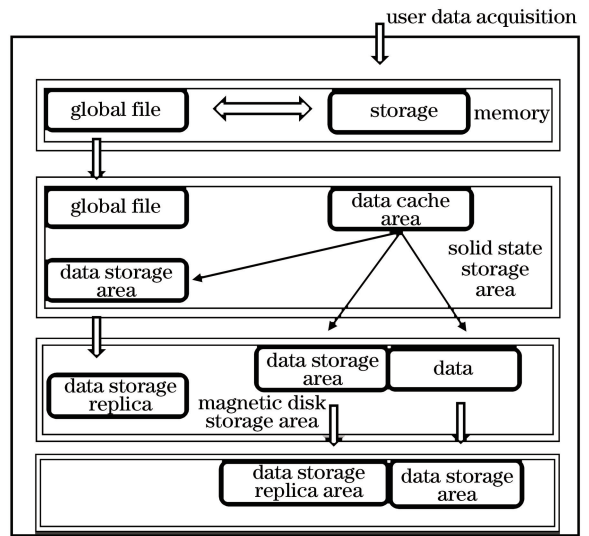 user data acquisition
global file
storage
memory
global file
data cache
area
solid state
storage
area
data storage
area
data storage
area
data
data storage
replica
magnetic disk
storage area
data storage
replica area
data storage
area